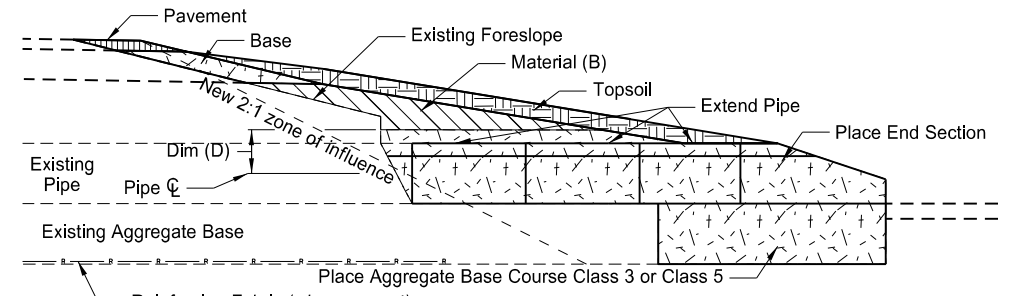 Pavement
Base
Existing Foreslope
Material (B)
Topsoil
Extend Pipe
Place End Section
New 2:1 zone of influence
Dim (D)
Existing
Pipe
Pipe ℄
Existing Aggregate Base
R R R R R R R R R
Place Aggregate Base Course Class 3 or Class 5